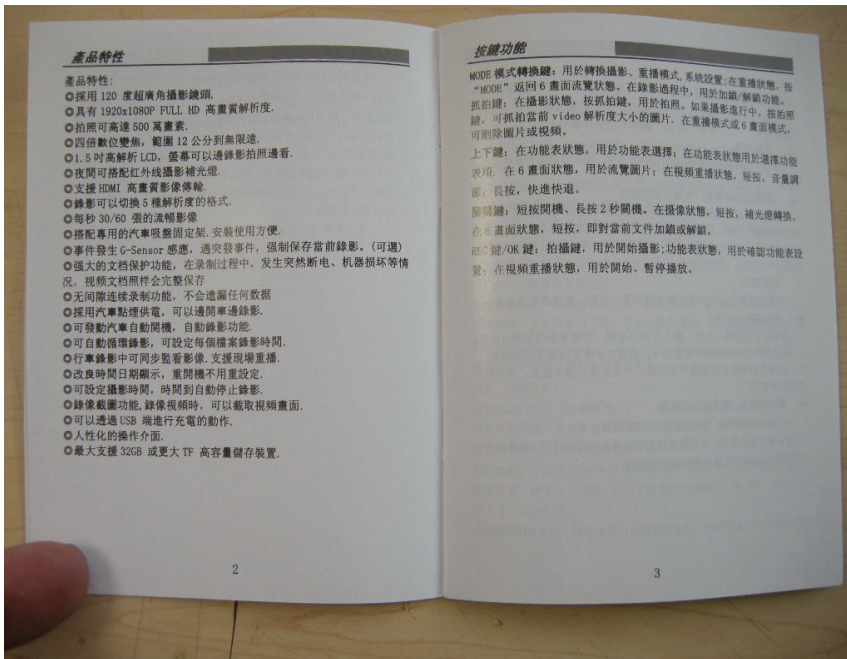 產品特性
產品特性:
◎採用 120 度超廣角攝影鏡頭.
◎具有 1920x1080P FULL HD 高畫質解析度.
◎拍照可高達 500 萬畫素.
◎四倍數位變焦，範圍 12 公分到無限遠.
◎1.5 吋高解析 LCD, 螢幕可以邊錄影拍照邊看.
◎夜間可搭配红外线攝影補光燈.
◎支援 HDMI 高畫質影像傳輸.
◎錄影可以切換 5 種解析度的格式.
◎每秒 30/60 張的流暢影像
◎搭配專用的汽車吸盤固定架.安裝使用方便.
◎事件發生 G-Sensor 感應，遇突發事件，强制保存當前錄影。(可選)
◎强大的文档保护功能，在录制过程中，发生突然断电、机器损坏等情
况，视频文档照样会完整保存
◎无间隙连续录制功能，不会遗漏任何数据
◎採用汽車點煙供電，可以邊開車邊錄影.
◎可發動汽車自動開機，自動錄影功能.
◎可自動循環錄影，可設定每個檔案錄影時間.
◎行車錄影中可同步監看影像.支援現場重播.
◎改良時間日期顯示，重開機不用重設定.
◎可設定攝影時間，時間到自動停止錄影.
◎錄像截圖功能,錄像視頻時，可以截取視頻畫面.
◎可以透過 USB 端進行充電的動作.
◎人性化的操作介面.
◎最大支援 32GB 或更大 TF 高容量儲存裝置.
2
按鍵功能
MODE 模式轉換鍵：用於轉換攝影、重播模式,系統設置;在重播狀態，按
“MODE”返回 6 畫面流覽狀態。在錄影過程中，用於加鎖/解鎖功能。
抓拍鍵：在攝影狀態，按抓拍鍵，用於拍照。如果攝影進行中，按拍照
鍵，可抓拍當前 video 解析度大小的圖片. 在重播模式或 6 畫面模式，
可刪除圖片或視頻。
上下鍵：在功能表狀態，用於功能表選擇；在功能表狀態用於選擇功能
表項. 在 6 畫面狀態，用於流覽圖片；在視頻重播狀態，短按，音量調
節；長按，快進快退。
開關鍵：短按開機、長按 2 秒關機。在攝像狀態，短按，補光燈轉換。
在 6 畫面狀態，短按，即對當前文件加鎖或解鎖。
REC 鍵/OK 鍵：拍攝鍵，用於開始攝影;功能表狀態，用於確認功能表設
置；在視頻重播狀態，用於開始、暫停播放。
3